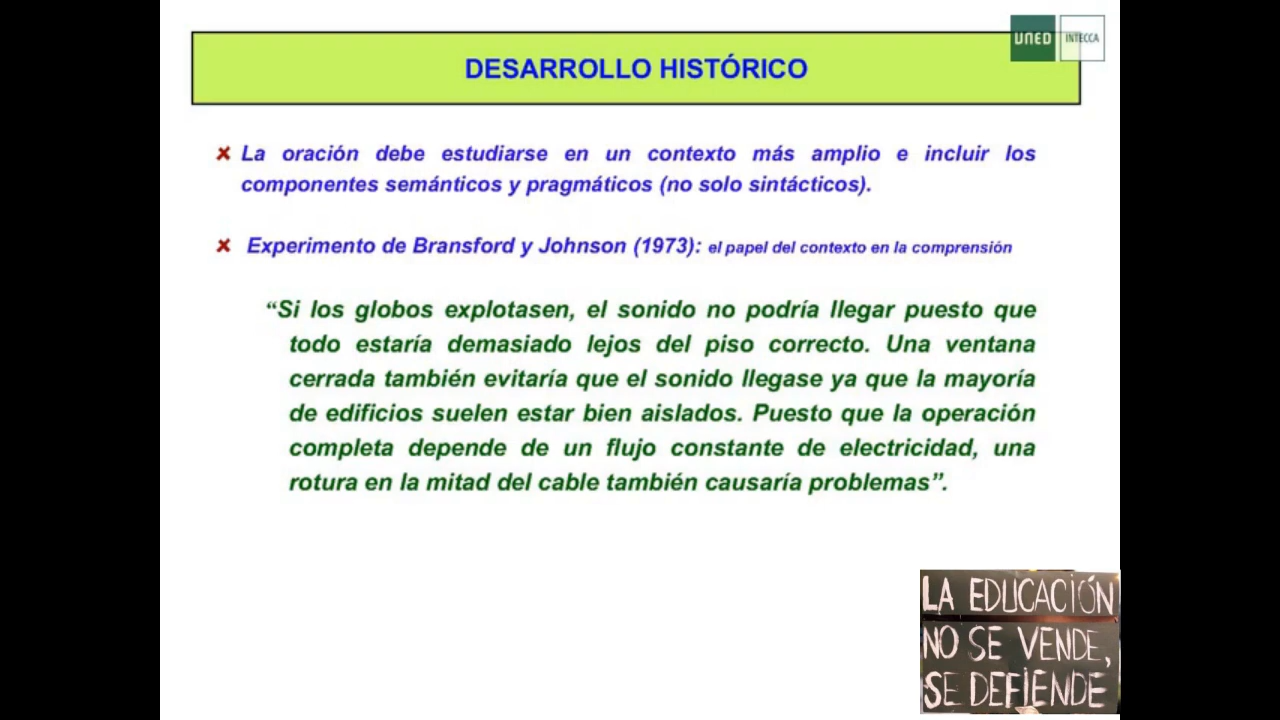 UNED INTECCA
DESARROLLO HISTÓRICO
La oración debe estudiarse en un contexto más amplio e incluir los
componentes semánticos y pragmáticos (no solo sintácticos).
Experimento de Bransford y Johnson (1973): el papel del contexto en la comprensión
“Si los globos explotasen, el sonido no podría llegar puesto que
todo estaría demasiado lejos del piso correcto. Una ventana
cerrada también evitaría que el sonido llegase ya que la mayoría
de edificios suelen estar bien aislados. Puesto que la operación
completa depende de un flujo constante de electricidad, una
rotura en la mitad del cable también causaría problemas”.
LA EDUCACIÓN
NO SE VENDE,
SE DEFIENDE